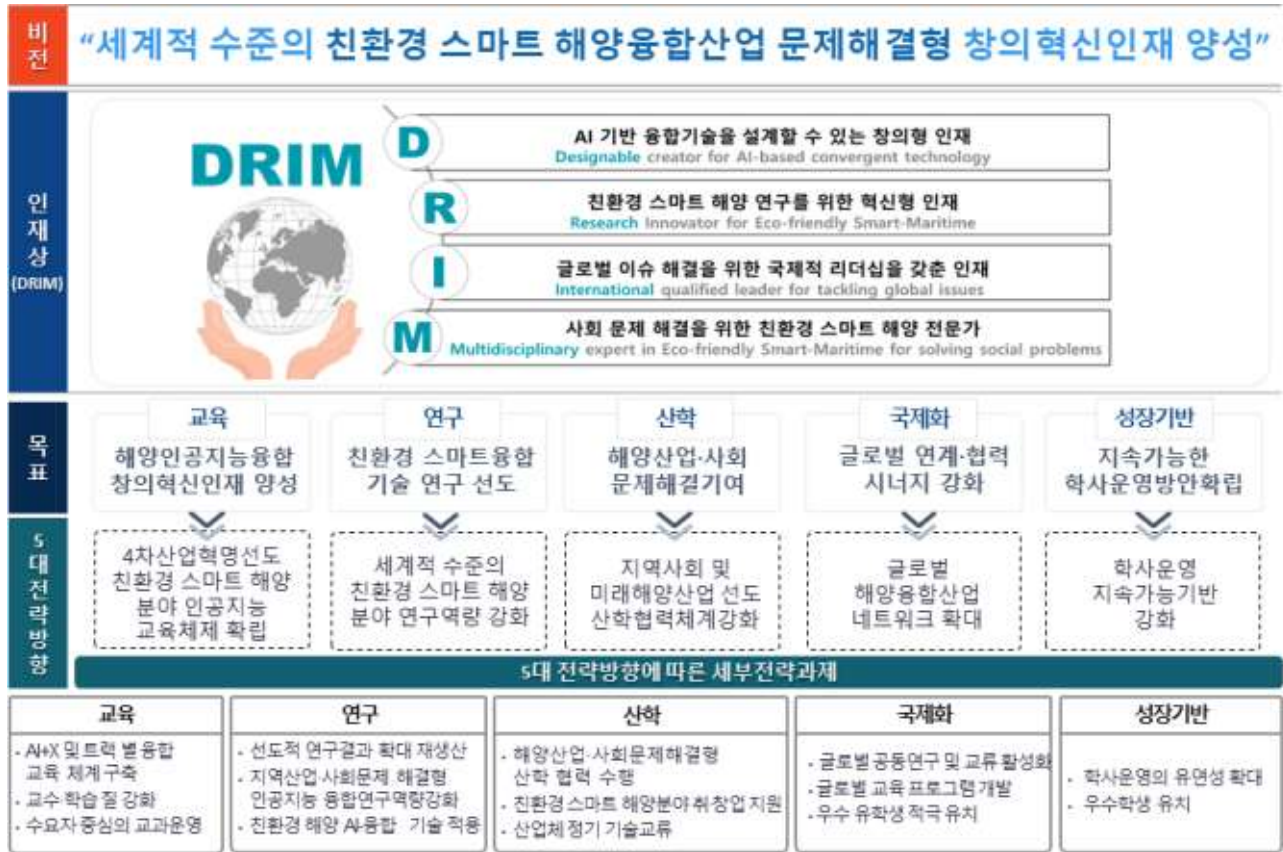 비전
“세계적 수준의 친환경 스마트 해양융합산업 문제해결형 창의혁신인재 양성”
인재상
(DRIM)
DRIM
D
AI 기반 융합기술을 설계할 수 있는 창의형 인재
Designable creator for AI-based convergent technology
R
친환경 스마트 해양 연구를 위한 혁신형 인재
Research Innovator for Eco-friendly Smart-Maritime
I
글로벌 이슈 해결을 위한 국제적 리더십을 갖춘 인재
International qualified leader for tackling global issues
M
사회 문제 해결을 위한 친환경 스마트 해양 전문가
Multidisciplinary expert in Eco-friendly Smart-Maritime for solving social problems
목표
교육
해양인공지능융합
창의혁신인재 양성
연구
친환경 스마트융합
기술 연구 선도
산학
해양산업·사회
문제해결기여
국제화
글로벌 연계·협력
시너지 강화
성장기반
지속가능한
학사운영방안확립
5대전략방향
4차산업혁명선도
친환경 스마트 해양
분야 인공지능
교육체제 확립
세계적 수준의
친환경 스마트 해양
분야 연구역량 강화
지역사회 및
미래해양산업 선도
산학협력체계강화
글로벌
해양융합산업
네트워크 확대
학사운영
지속가능기반
강화
5대 전략방향에 따른 세부전략과제
교육
- AI+X 및 트랙 별 융합
교육 체계 구축
- 교수 학습 질 강화
- 수요자 중심의 교과운영
연구
- 선도적 연구결과 확대 재생산
- 지역산업·사회문제 해결형
인공지능 융합연구역량강화
- 친환경 해양 AI-융합 기술 적용
산학
- 해양산업·사회문제해결형
산학 협력 수행
- 친환경 스마트 해양분야 취창업 지원
- 산업체 정기 기술교류
국제화
- 글로벌 공동연구 및 교류 활성화
- 글로벌 교육 프로그램 개발
- 우수 유학생 적극 유치
성장기반
- 학사운영의 유연성 확대
- 우수학생 유치